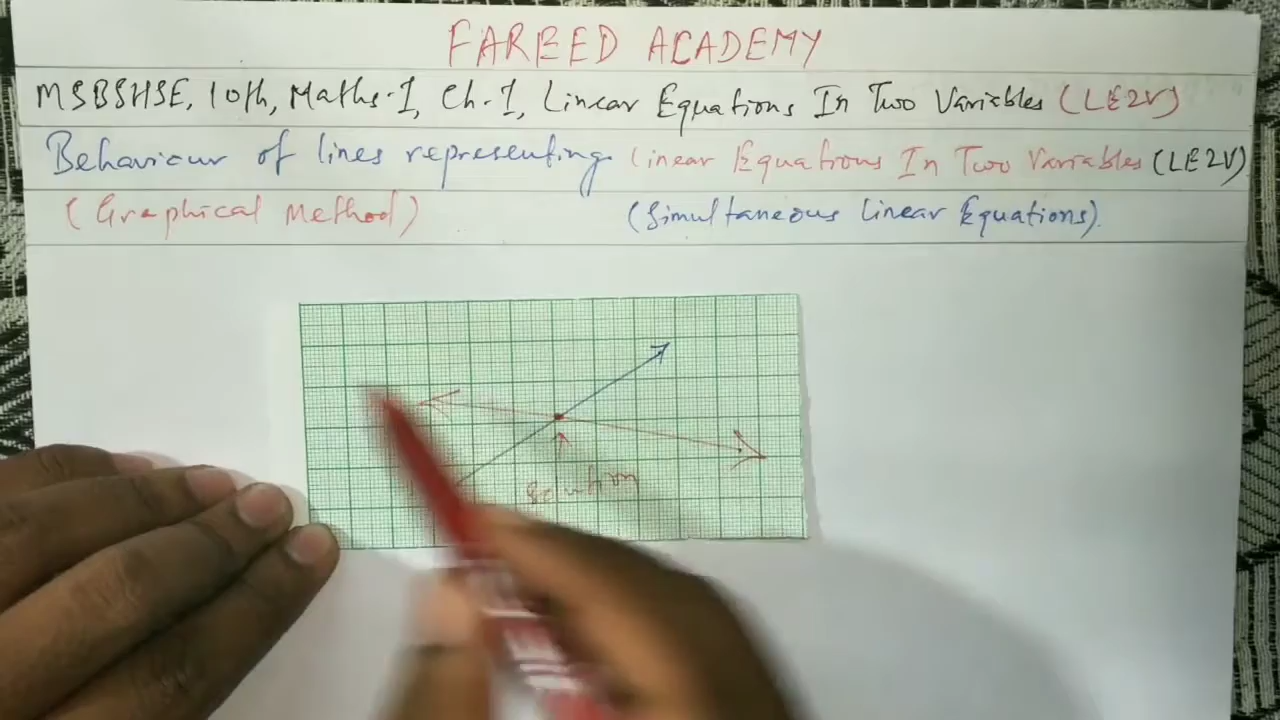 FAREED ACADEMY
MSBSHSE, 10th, Maths-I, Ch-I, Linear Equations In Two Variables (LE2V)
Behaviour of lines representing. Linear Equations In Two Variables (LE2V)
(Graphical Method) (Simultaneous Linear Equations).
solution